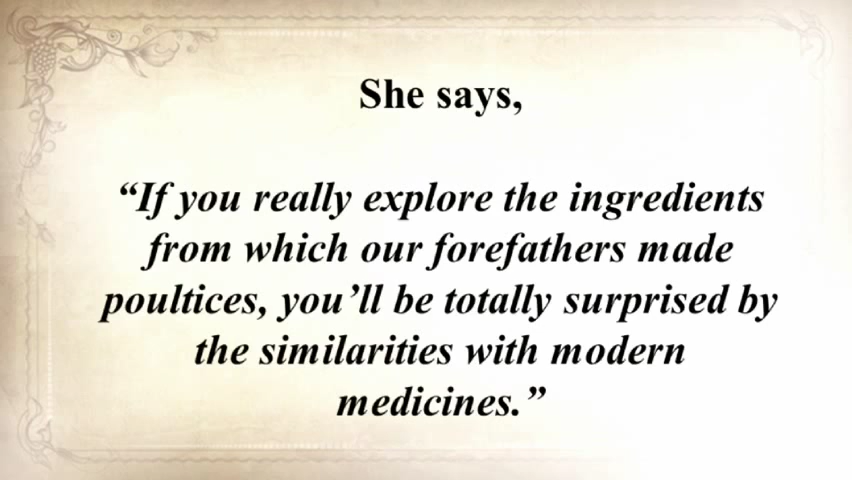 She says,
“If you really explore the ingredients
from which our forefathers made
poultices, you’ll be totally surprised by
the similarities with modern
medicines.”